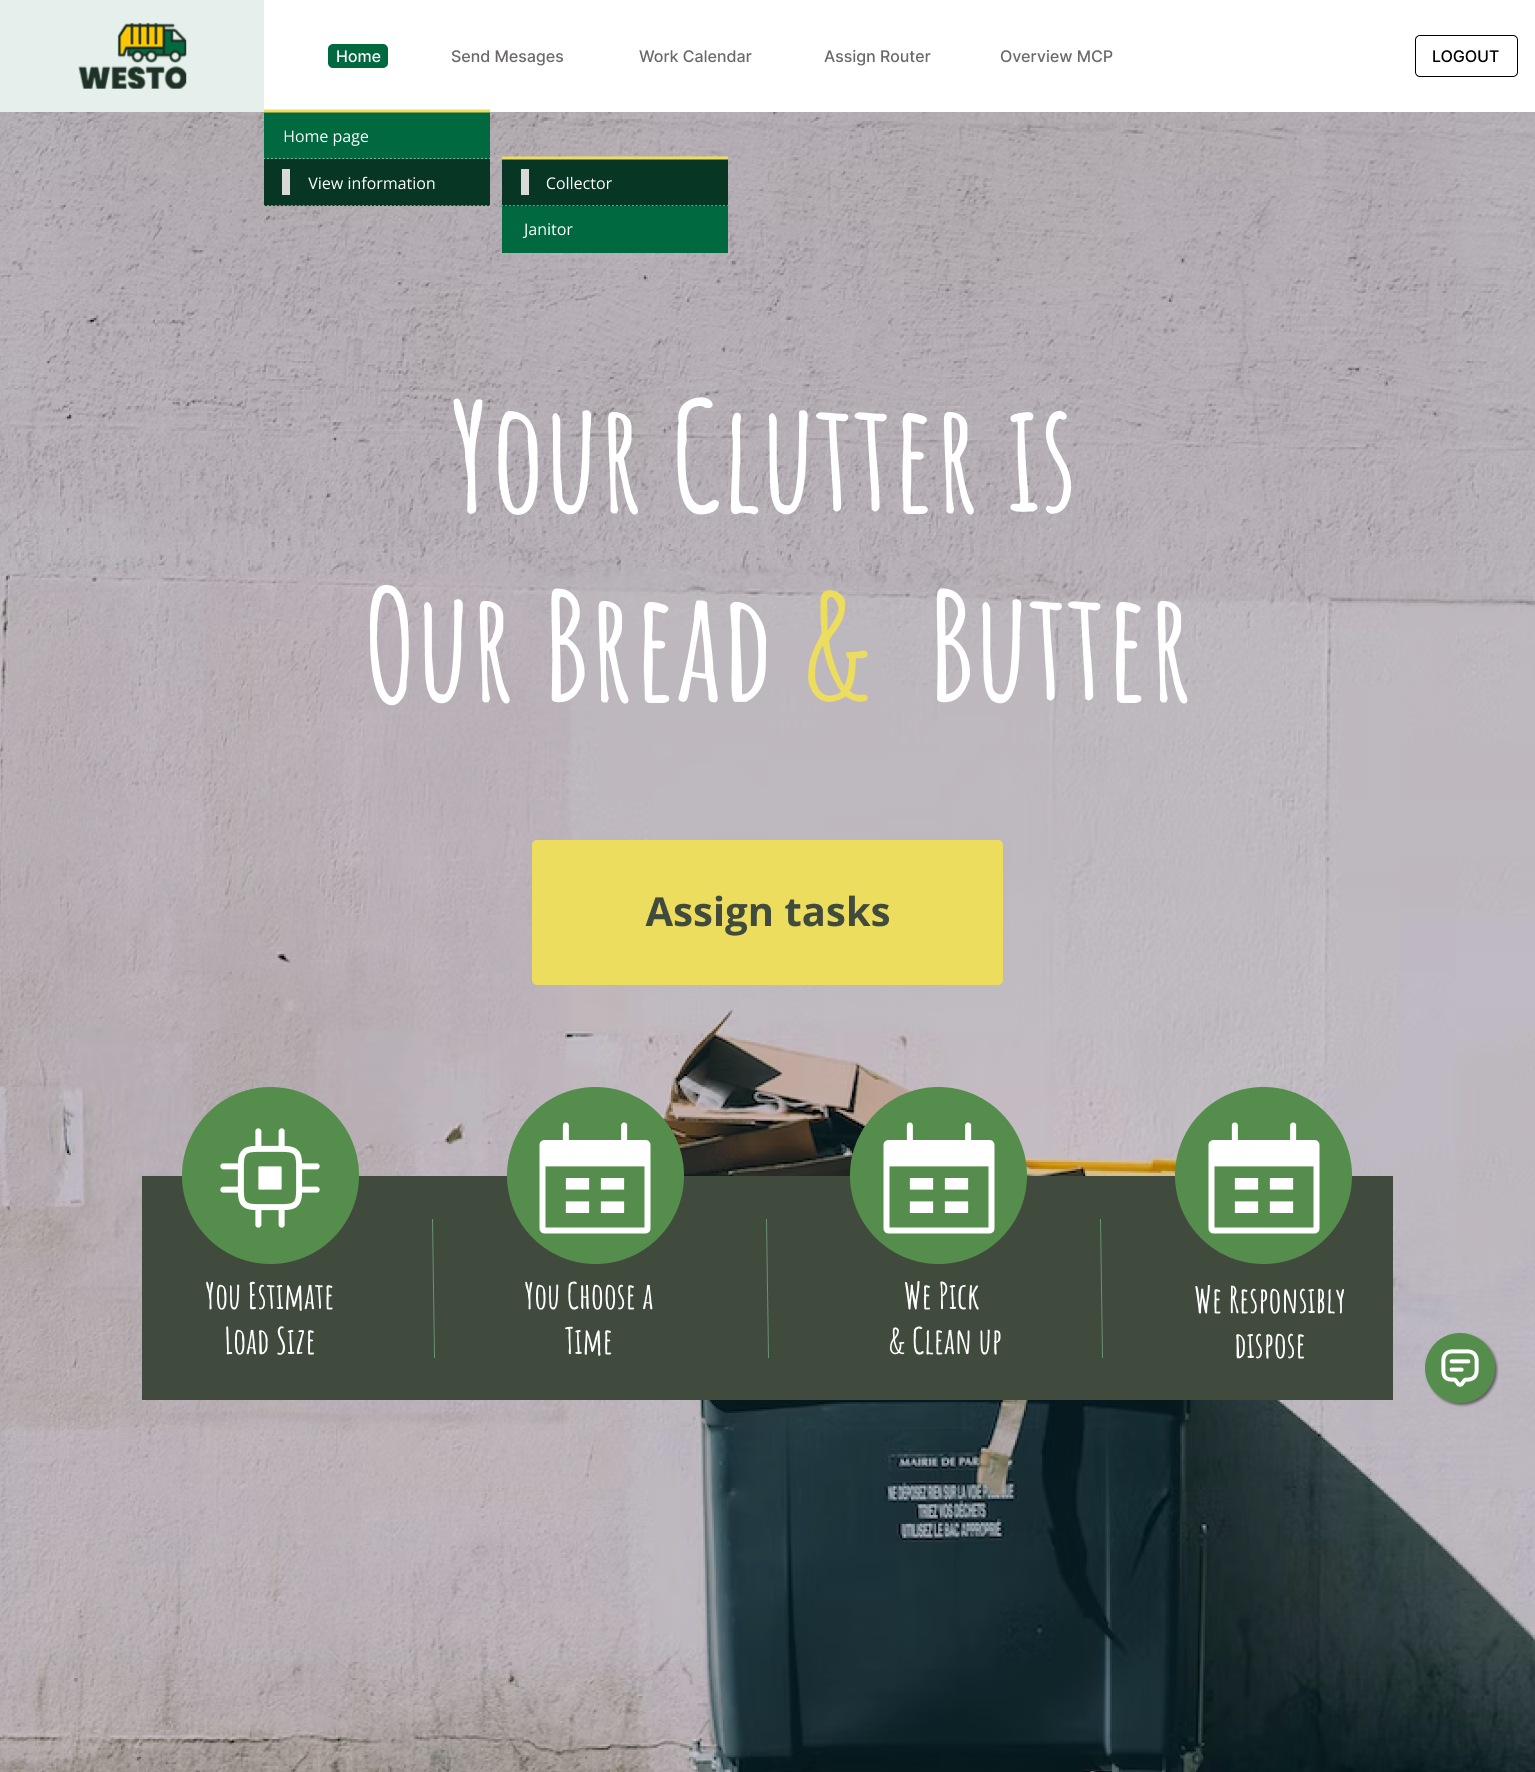 WESTO
Home
Send Mesages
Work Calendar
Assign Router
Overview MCP
LOGOUT
Home page
View information
Collector
Janitor
Your Clutter is
Our Bread & Butter
Assign tasks
You Estimate
Load Size
You Choose a
Time
We Pick
& Clean up
We Responsibly
dispose
MAIRIE DE PAR
NE DÉPOSEZ RIEN SUR LA VOIE
TRIEZ VOS DÉCHETS
UTILISEZ LE BAC APPROPRIÉ